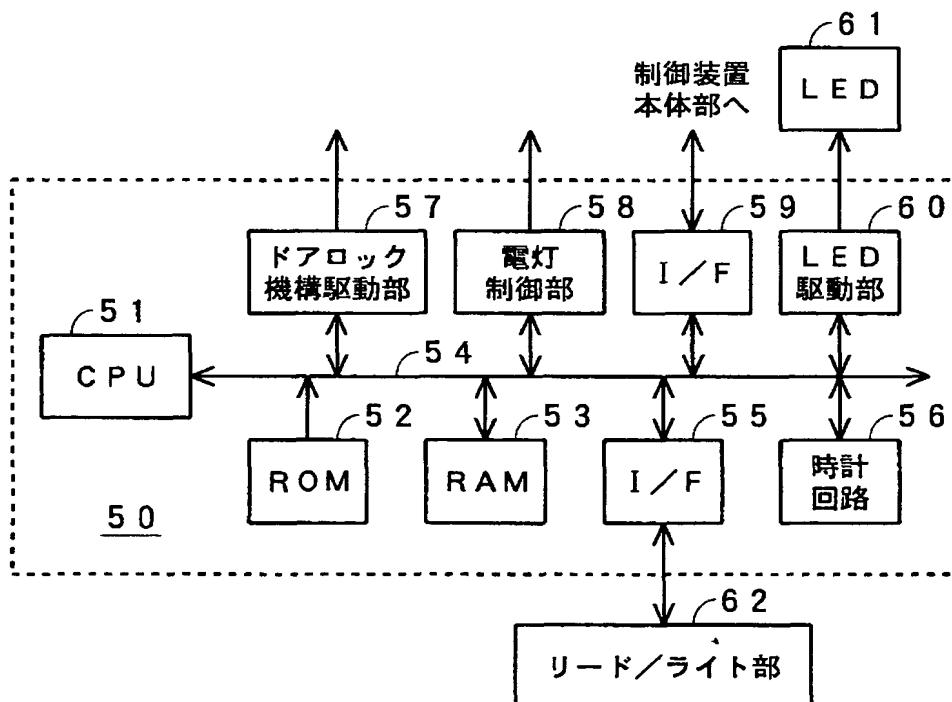 61
LED
制御装置
本体部へ
57
58
59
60
ドアロック
機構駆動部
電灯
制御部
I/F
LED
駆動部
51
CPU
54
52
53
55
56
ROM
RAM
I/F
時計
回路
50
62
リード/ライト部